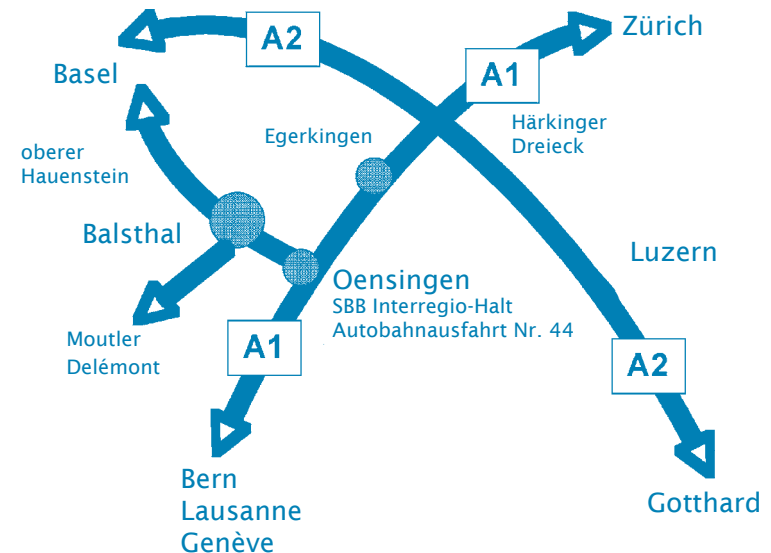 Zürich
A2
A1
Basel
Härkinger
Dreieck
Egerkingen
oberer
Hauenstein
Balsthal
Luzern
Oensingen
SBB Interregio-Halt
Autobahnausfahrt Nr. 44
Moutler
Delémont
A1
A2
Bern
Lausanne
Genève
Gotthard